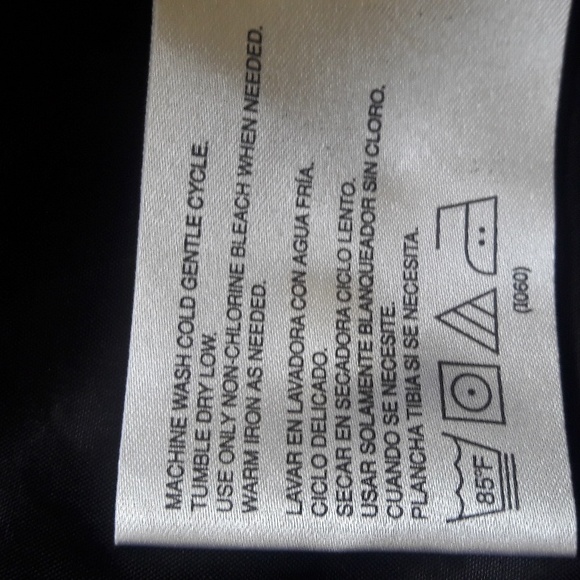 MACHINE WASH COLD GENTLE CYCLE.
TUMBLE DRY LOW.
USE ONLY NON-CHLORINE BLEACH WHEN NEEDED.
WARM IRON AS NEEDED.
LAVAR EN LAVADORA CON AGUA FRÍA.
CICLO DELICADO.
SECAR EN SECADORA CICLO LENTO.
USAR SOLAMENTE BLANQUEADOR SIN CLORO.
CUANDO SE NECESITE.
PLANCHA TIBIA SI SE NECESITA.
85°F
(1060)